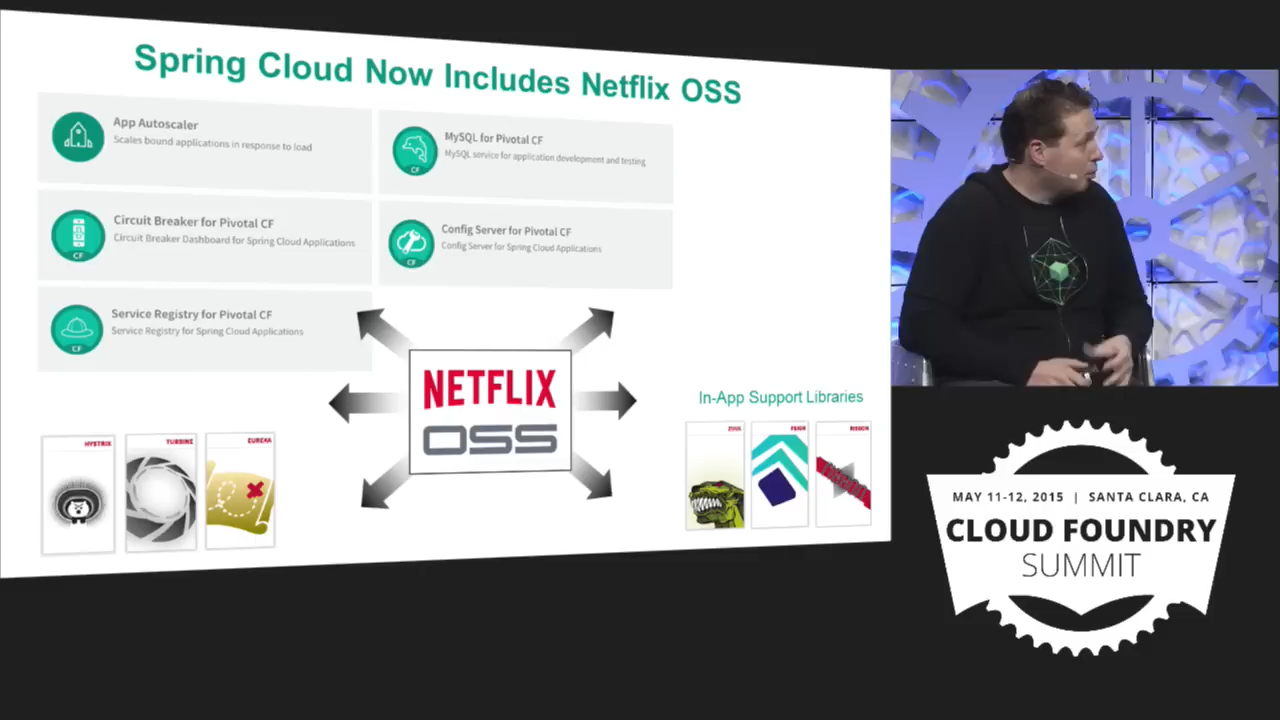 Spring Cloud Now Includes Netflix OSS
App Autoscaler
Scales bound applications in response to load
MySQL for Pivotal CF
MySQL service for application development and testing
CF
Circuit Breaker for Pivotal CF
Circuit Breaker Dashboard for Spring Cloud Applications
CF
Config Server for Pivotal CF
Config Server for Spring Cloud Applications
CF
Service Registry for Pivotal CF
Service Registry for Spring Cloud Applications
CF
NETFLIX
OSS
In-App Support Libraries
HYSTRIX
TURBINE
EUREKA
ZUUL
FEIGN
RIBBON
MAY 11-12, 2015 | SANTA CLARA, CA
CLOUD FOUNDRY
SUMMIT